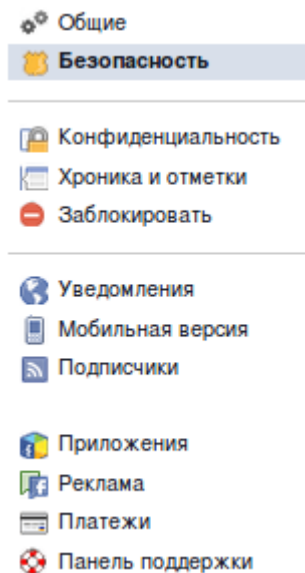 Общие
Безопасность
Конфиденциальность
Хроника и отметки
Заблокировать
Уведомления
Мобильная версия
Подписчики
Приложения
Реклама
Платежи
Панель поддержки